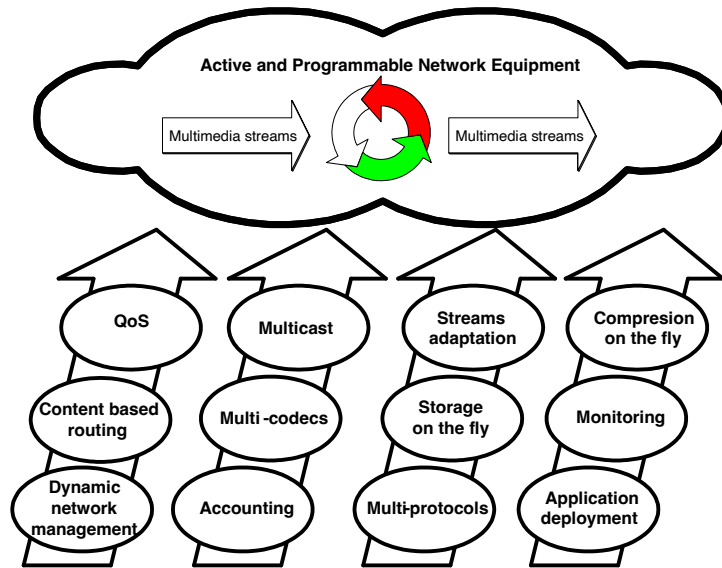 Active and Programmable Network Equipment
Multimedia streams
Multimedia streams
QoS
Multicast
Streams
adaptation
Compresion
on the fly
Content based
routing
Multi-codecs
Storage
on the fly
Monitoring
Dynamic
network
management
Accounting
Multi-protocols
Application
deployment